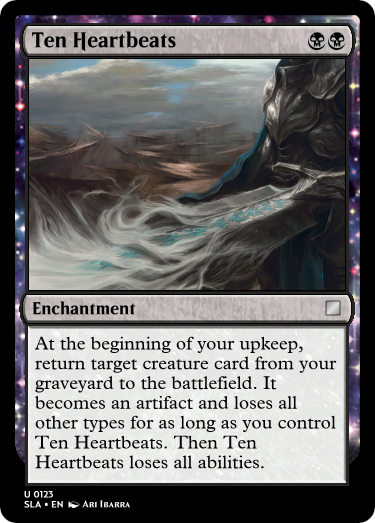 Ten Heartbeats
Enchantment
At the beginning of your upkeep,
return target creature card from your
graveyard to the battlefield. It
becomes an artifact and loses all
other types for as long as you control
Ten Heartbeats. Then Ten
Heartbeats loses all abilities.
U 0123
SLA • EN Ari Ibarra